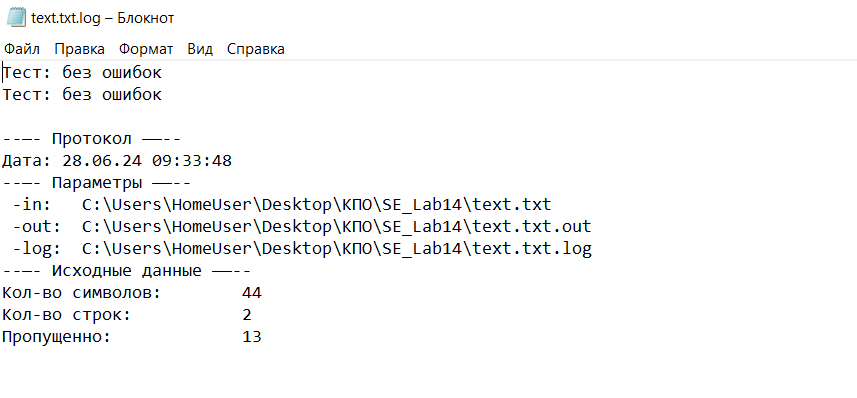 text.txt.log – Блокнот
Файл Правка Формат Вид Справка
Тест: без ошибок
Тест: без ошибок
--–- Протокол ——--
Дата: 28.06.24 09:33:48
--–- Параметры ——--
-in: C:\Users\HomeUser\Desktop\КПО\SE_Lab14\text.txt
-out: C:\Users\HomeUser\Desktop\КПО\SE_Lab14\text.txt.out
-log: C:\Users\HomeUser\Desktop\КПО\SE_Lab14\text.txt.log
--–- Исходные данные ——--
Кол-во символов: 44
Кол-во строк: 2
Пропущенно: 13